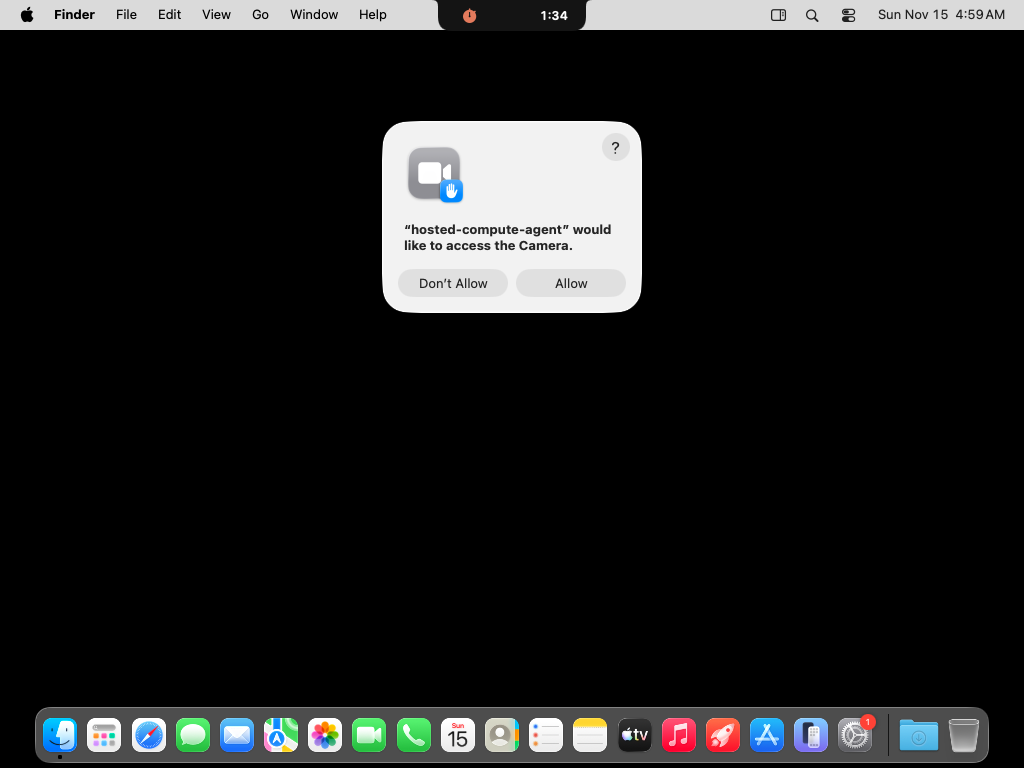 Finder File Edit View Go Window Help 1:34 Sun Nov 15 4:59 AM
?
“hosted-compute-agent” would
like to access the Camera.
Don’t Allow Allow
Sun
15
tv
1